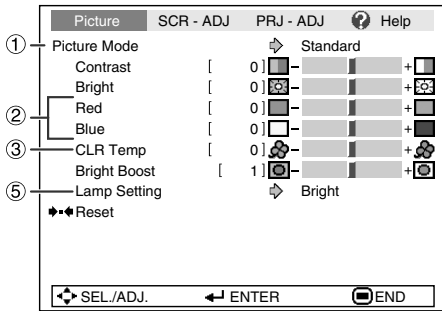 Picture SCR - ADJ PRJ - ADJ ? Help
① Picture Mode Standard
Contrast [ 0 ] – +
Bright [ 0 ] – +
② Red [ 0 ] – +
Blue [ 0 ] – +
③ CLR Temp [ 0 ] – +
Bright Boost [ 1 ] – +
⑤ Lamp Setting Bright
Reset
SEL./ADJ. ENTER END